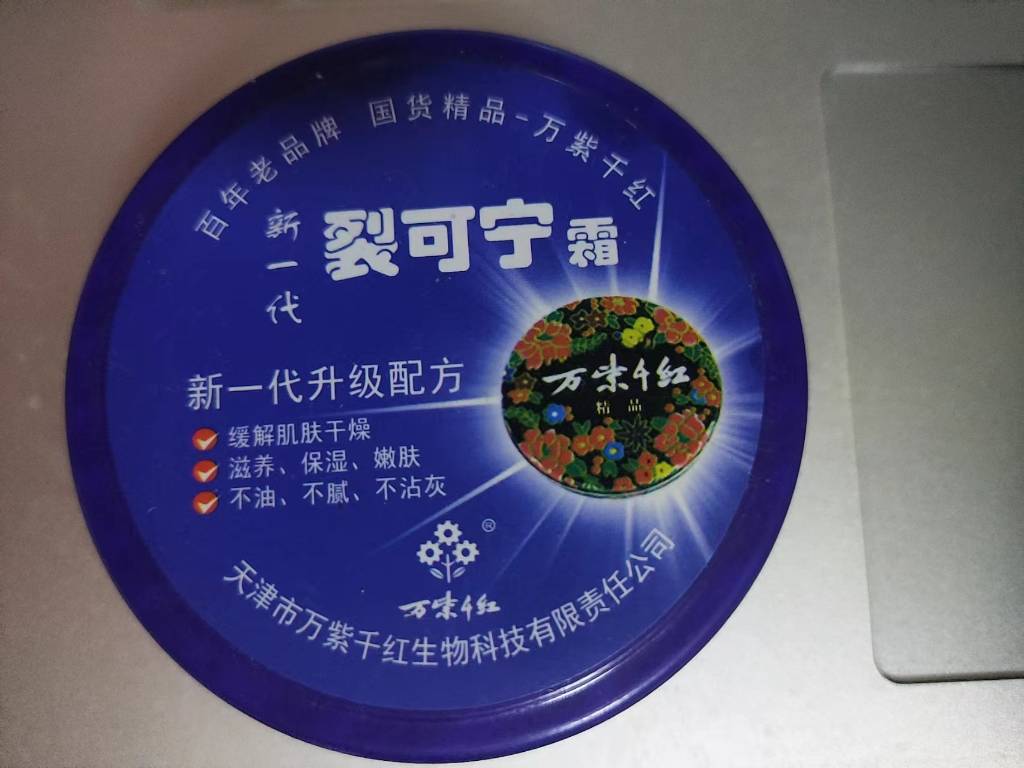 百年老品牌 国货精品-万紫千红
新一代
裂可宁霜
新一代升级配方
缓解肌肤干燥
滋养、保湿、嫩肤
不油、不腻、不沾灰
万紫千红
精品
®
万紫千红
天津市万紫千红生物科技有限责任公司